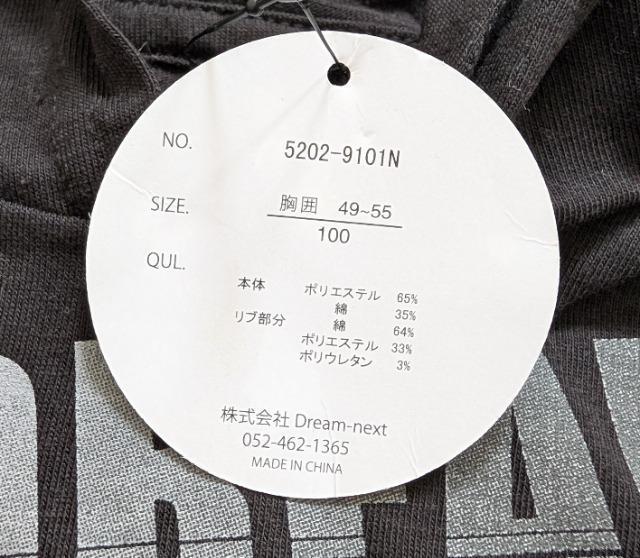 NO. 5202-9101N
SIZE. 胸囲 49~55
100
QUL.
本体 ポリエステル 65%
綿 35%
リブ部分 綿 64%
ポリエステル 33%
ポリウレタン 3%
株式会社 Dream-next
052-462-1365
MADE IN CHINA